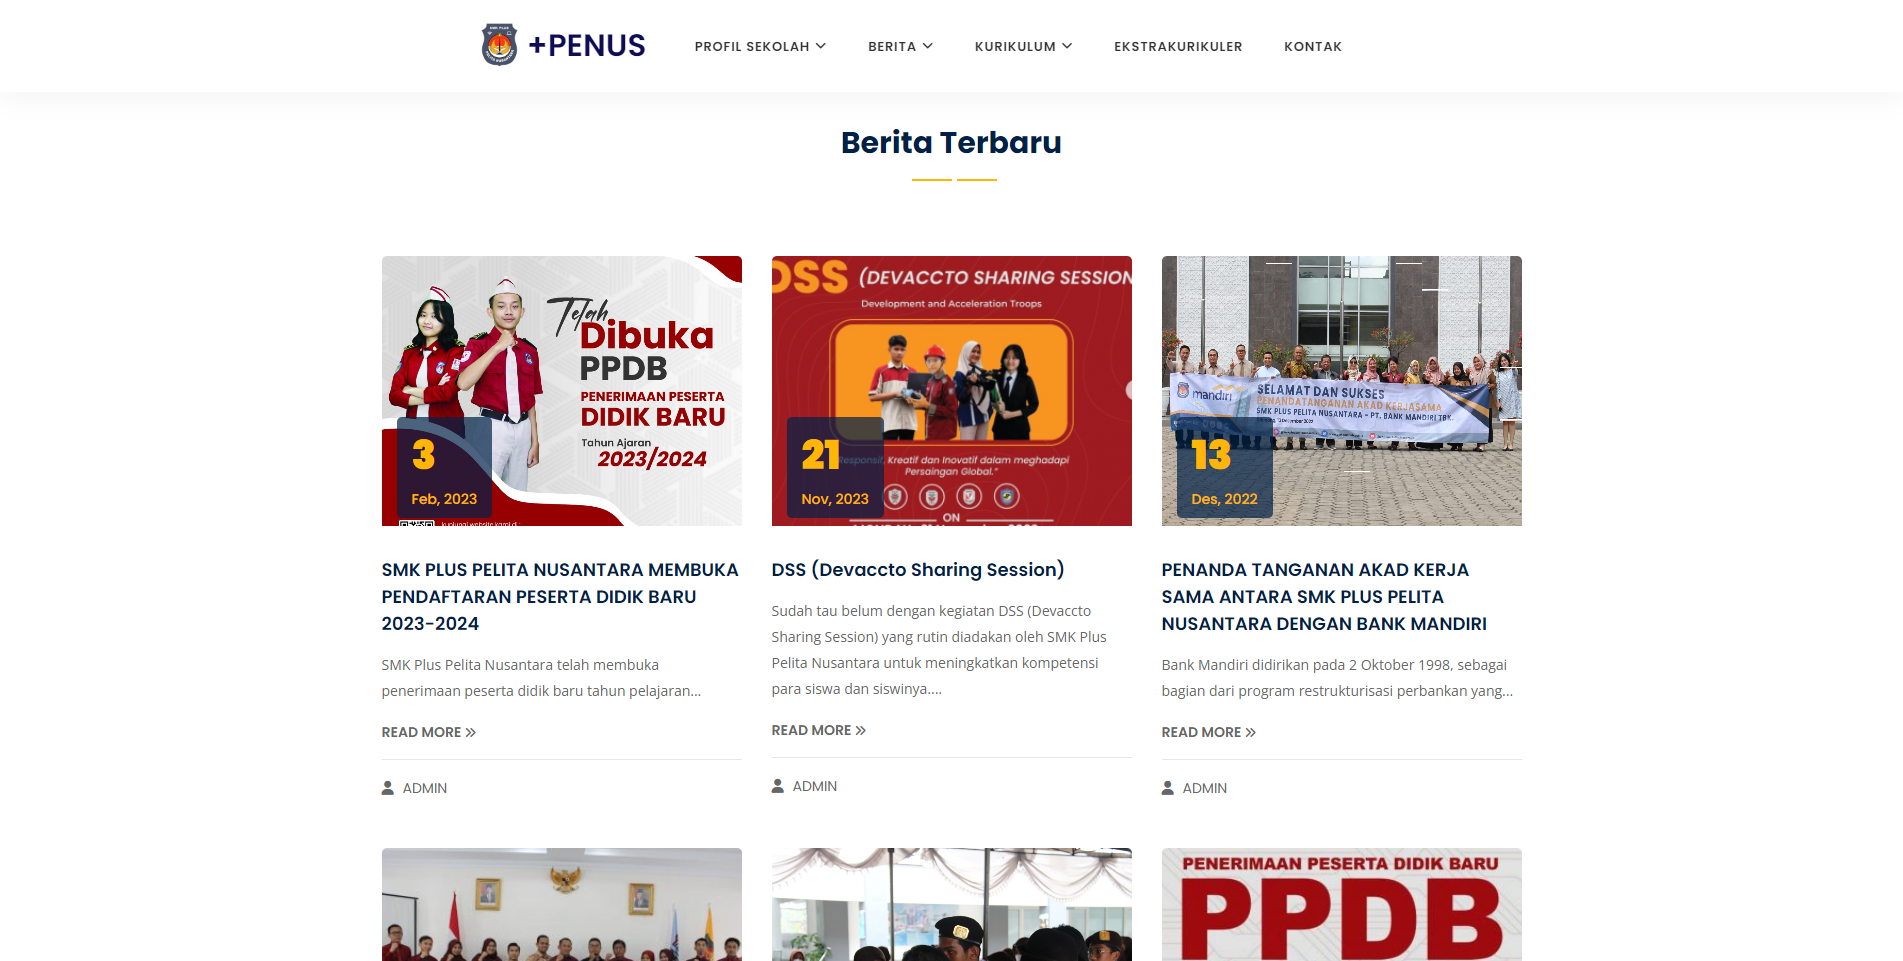 +PENUS
PROFIL SEKOLAH
BERITA
KURIKULUM
EKSTRAKURIKULER
KONTAK
Berita Terbaru
Telah
Dibuka
PPDB
PENERIMAAN PESERTA
DIDIK BARU
Tahun Ajaran
2023/2024
3
Feb, 2023
SMK PLUS PELITA NUSANTARA MEMBUKA
PENDAFTARAN PESERTA DIDIK BARU
2023-2024
SMK Plus Pelita Nusantara telah membuka
penerimaan peserta didik baru tahun pelajaran...
READ MORE
ADMIN
DSS (DEVACCTO SHARING SESSION
Development and Acceleration Troops
Kreatif dan Inovatif dalam meghadapi
Persaingan Global."
ON
21
Nov, 2023
DSS (Devaccto Sharing Session)
Sudah tau belum dengan kegiatan DSS (Devaccto
Sharing Session) yang rutin diadakan oleh SMK Plus
Pelita Nusantara untuk meningkatkan kompetensi
para siswa dan siswinya....
READ MORE
ADMIN
mandiri
SELAMAT DAN SUKSES
PENANDATANGANAN AKAD KERJASAMA
SMK PLUS PELITA NUSANTARA - PT. BANK MANDIRI TBK.
13
Des, 2022
PENANDA TANGANAN AKAD KERJA
SAMA ANTARA SMK PLUS PELITA
NUSANTARA DENGAN BANK MANDIRI
Bank Mandiri didirikan pada 2 Oktober 1998, sebagai
bagian dari program restrukturisasi perbankan yang...
READ MORE
ADMIN
PENERIMAAN PESERTA DIDIK BARU
PPDB